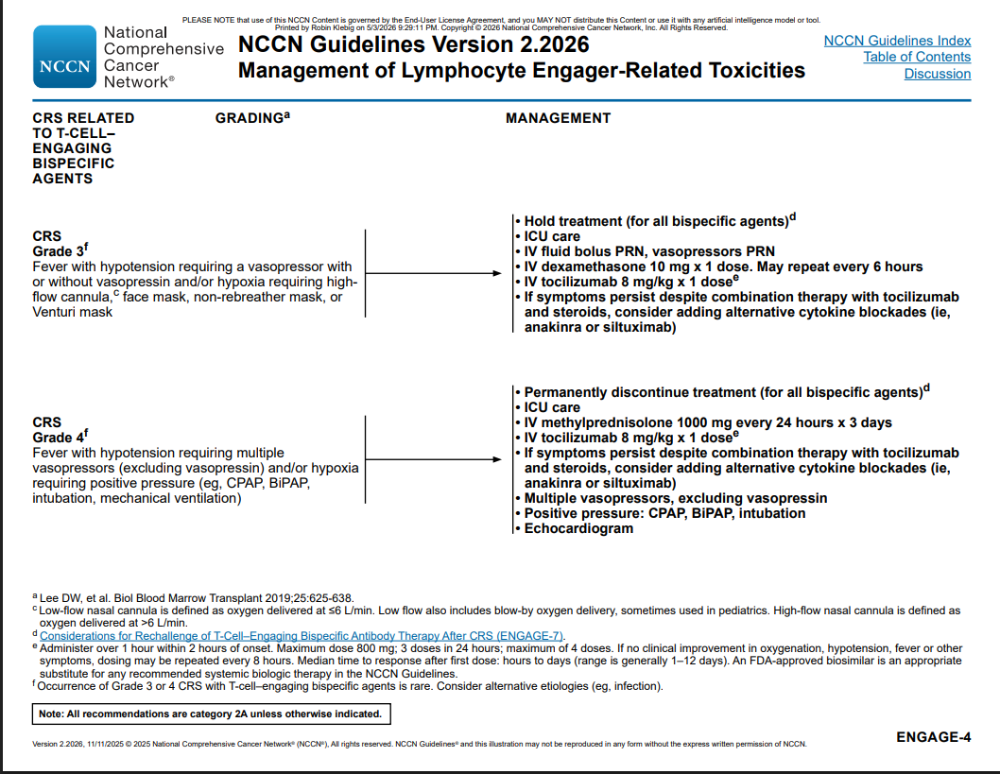 PLEASE NOTE that use of this NCCN Content is governed by the End-User License Agreement, and you MAY NOT distribute this Content or use it with any artificial intelligence model or tool.
Printed by Robin Klebig on 5/3/2026 9:29:11 PM. Copyright © 2026 National Comprehensive Cancer Network, Inc. All Rights Reserved.
NCCN
National
Comprehensive
Cancer
Network®
NCCN Guidelines Version 2.2026
Management of Lymphocyte Engager-Related Toxicities
NCCN Guidelines Index
Table of Contents
Discussion
CRS RELATED
TO T-CELL–
ENGAGING
BISPECIFIC
AGENTS
GRADINGa
MANAGEMENT
CRS
Grade 3f
Fever with hypotension requiring a vasopressor with
or without vasopressin and/or hypoxia requiring high-
flow cannula,c face mask, non-rebreather mask, or
Venturi mask
• Hold treatment (for all bispecific agents)d
• ICU care
• IV fluid bolus PRN, vasopressors PRN
• IV dexamethasone 10 mg x 1 dose. May repeat every 6 hours
• IV tocilizumab 8 mg/kg x 1 dosee
• If symptoms persist despite combination therapy with tocilizumab
and steroids, consider adding alternative cytokine blockades (ie,
anakinra or siltuximab)
CRS
Grade 4f
Fever with hypotension requiring multiple
vasopressors (excluding vasopressin) and/or hypoxia
requiring positive pressure (eg, CPAP, BiPAP,
intubation, mechanical ventilation)
• Permanently discontinue treatment (for all bispecific agents)d
• ICU care
• IV methylprednisolone 1000 mg every 24 hours x 3 days
• IV tocilizumab 8 mg/kg x 1 dosee
• If symptoms persist despite combination therapy with tocilizumab
and steroids, consider adding alternative cytokine blockades (ie,
anakinra or siltuximab)
• Multiple vasopressors, excluding vasopressin
• Positive pressure: CPAP, BiPAP, intubation
• Echocardiogram
a Lee DW, et al. Biol Blood Marrow Transplant 2019;25:625-638.
c Low-flow nasal cannula is defined as oxygen delivered at ≤6 L/min. Low flow also includes blow-by oxygen delivery, sometimes used in pediatrics. High-flow nasal cannula is defined as
oxygen delivered at >6 L/min.
d Considerations for Rechallenge of T-Cell–Engaging Bispecific Antibody Therapy After CRS (ENGAGE-7).
e Administer over 1 hour within 2 hours of onset. Maximum dose 800 mg; 3 doses in 24 hours; maximum of 4 doses. If no clinical improvement in oxygenation, hypotension, fever or other
symptoms, dosing may be repeated every 8 hours. Median time to response after first dose: hours to days (range is generally 1–12 days). An FDA-approved biosimilar is an appropriate
substitute for any recommended systemic biologic therapy in the NCCN Guidelines.
f Occurrence of Grade 3 or 4 CRS with T-cell–engaging bispecific agents is rare. Consider alternative etiologies (eg, infection).
Note: All recommendations are category 2A unless otherwise indicated.
ENGAGE-4
Version 2.2026, 11/11/2025 © 2025 National Comprehensive Cancer Network® (NCCN®), All rights reserved. NCCN Guidelines® and this illustration may not be reproduced in any form without the express written permission of NCCN.